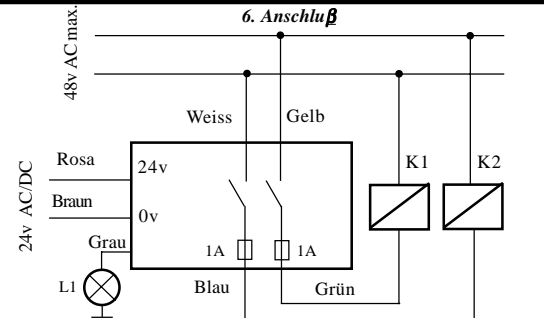 6. Anschluβ
48v AC max.
Weiss
Gelb
K1
K2
24v AC/DC
Rosa
24v
Braun
0v
Grau
1A
1A
L1
Blau
Grün